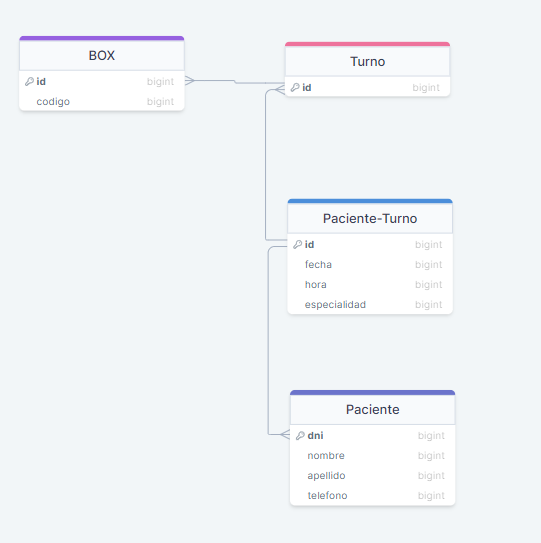 BOX
id bigint
codigo bigint
Turno
id bigint
Paciente-Turno
id bigint
fecha bigint
hora bigint
especialidad bigint
Paciente
dni bigint
nombre bigint
apellido bigint
telefono bigint